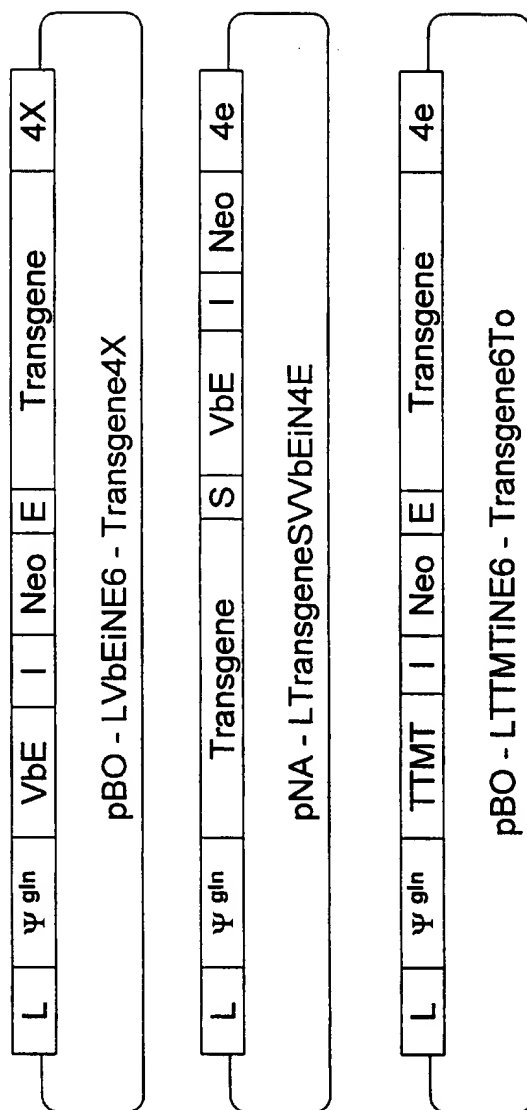 L Ψ gln VbE I Neo E Transgene 4X
pBO - LVbEiNE6 - Transgene4X
L Ψ gln Transgene S VbE I Neo 4e
pNA - LTransgeneSVVbEiN4E
L Ψ gln TTMT I Neo E Transgene 4e
pBO - LTTMTiNE6 - Transgene6To